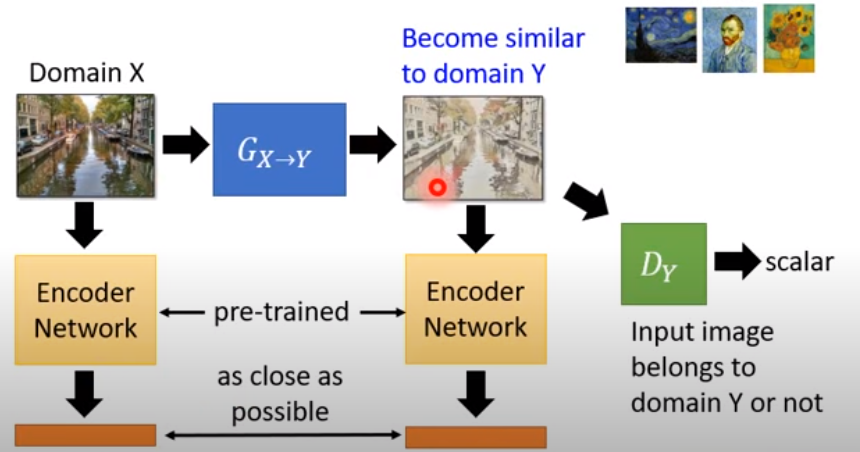 Become similar
to domain Y
Domain X
G_{X→Y}
Encoder
Network
pre-trained
Encoder
Network
D_Y
scalar
Input image
belongs to
domain Y or not
as close as
possible